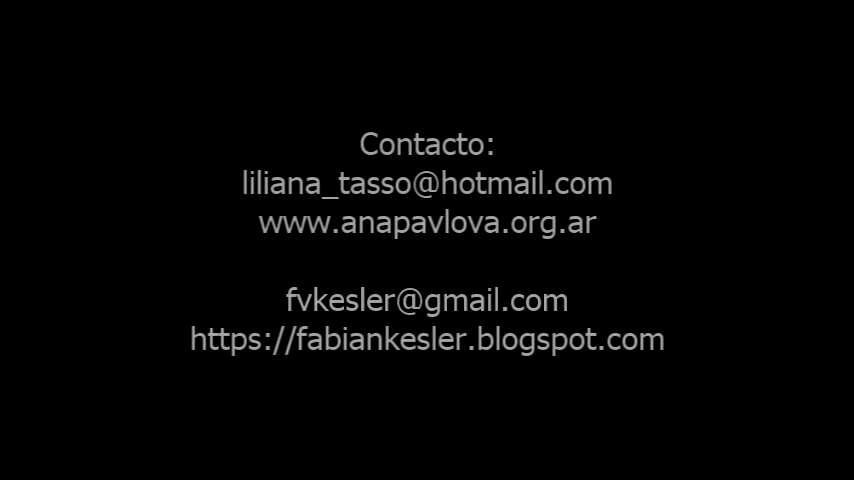 Contacto:
liliana_tasso@hotmail.com
www.anapavlova.org.ar
fvkesler@gmail.com
https://fabiankesler.blogspot.com